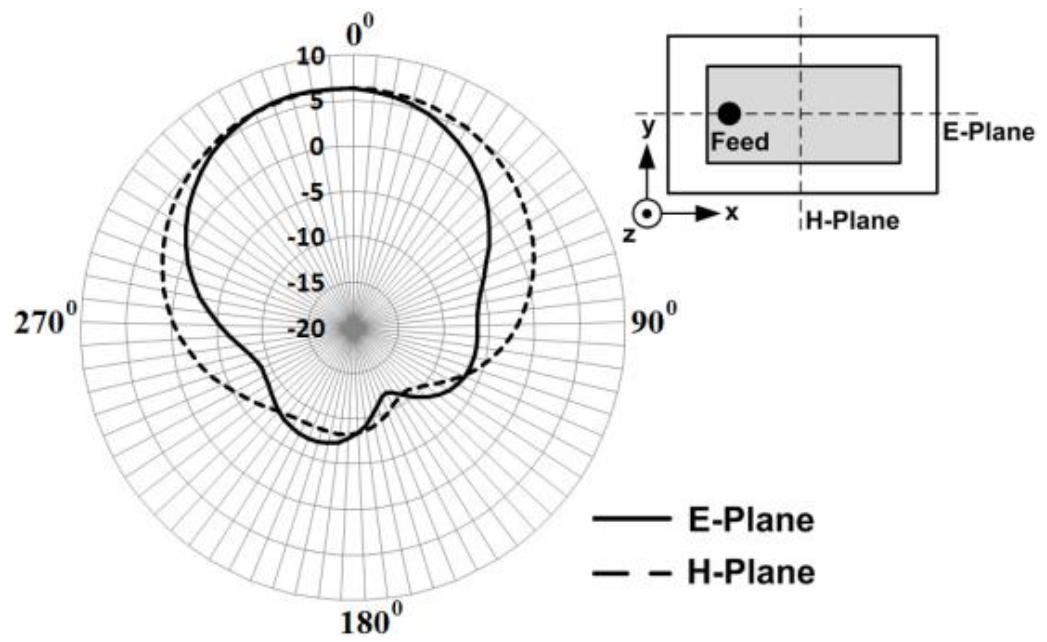 0⁰
10
5
0
-5
-10
-15
-20
270⁰
90⁰
180⁰
y
Feed
E-Plane
z
x
H-Plane
E-Plane
H-Plane